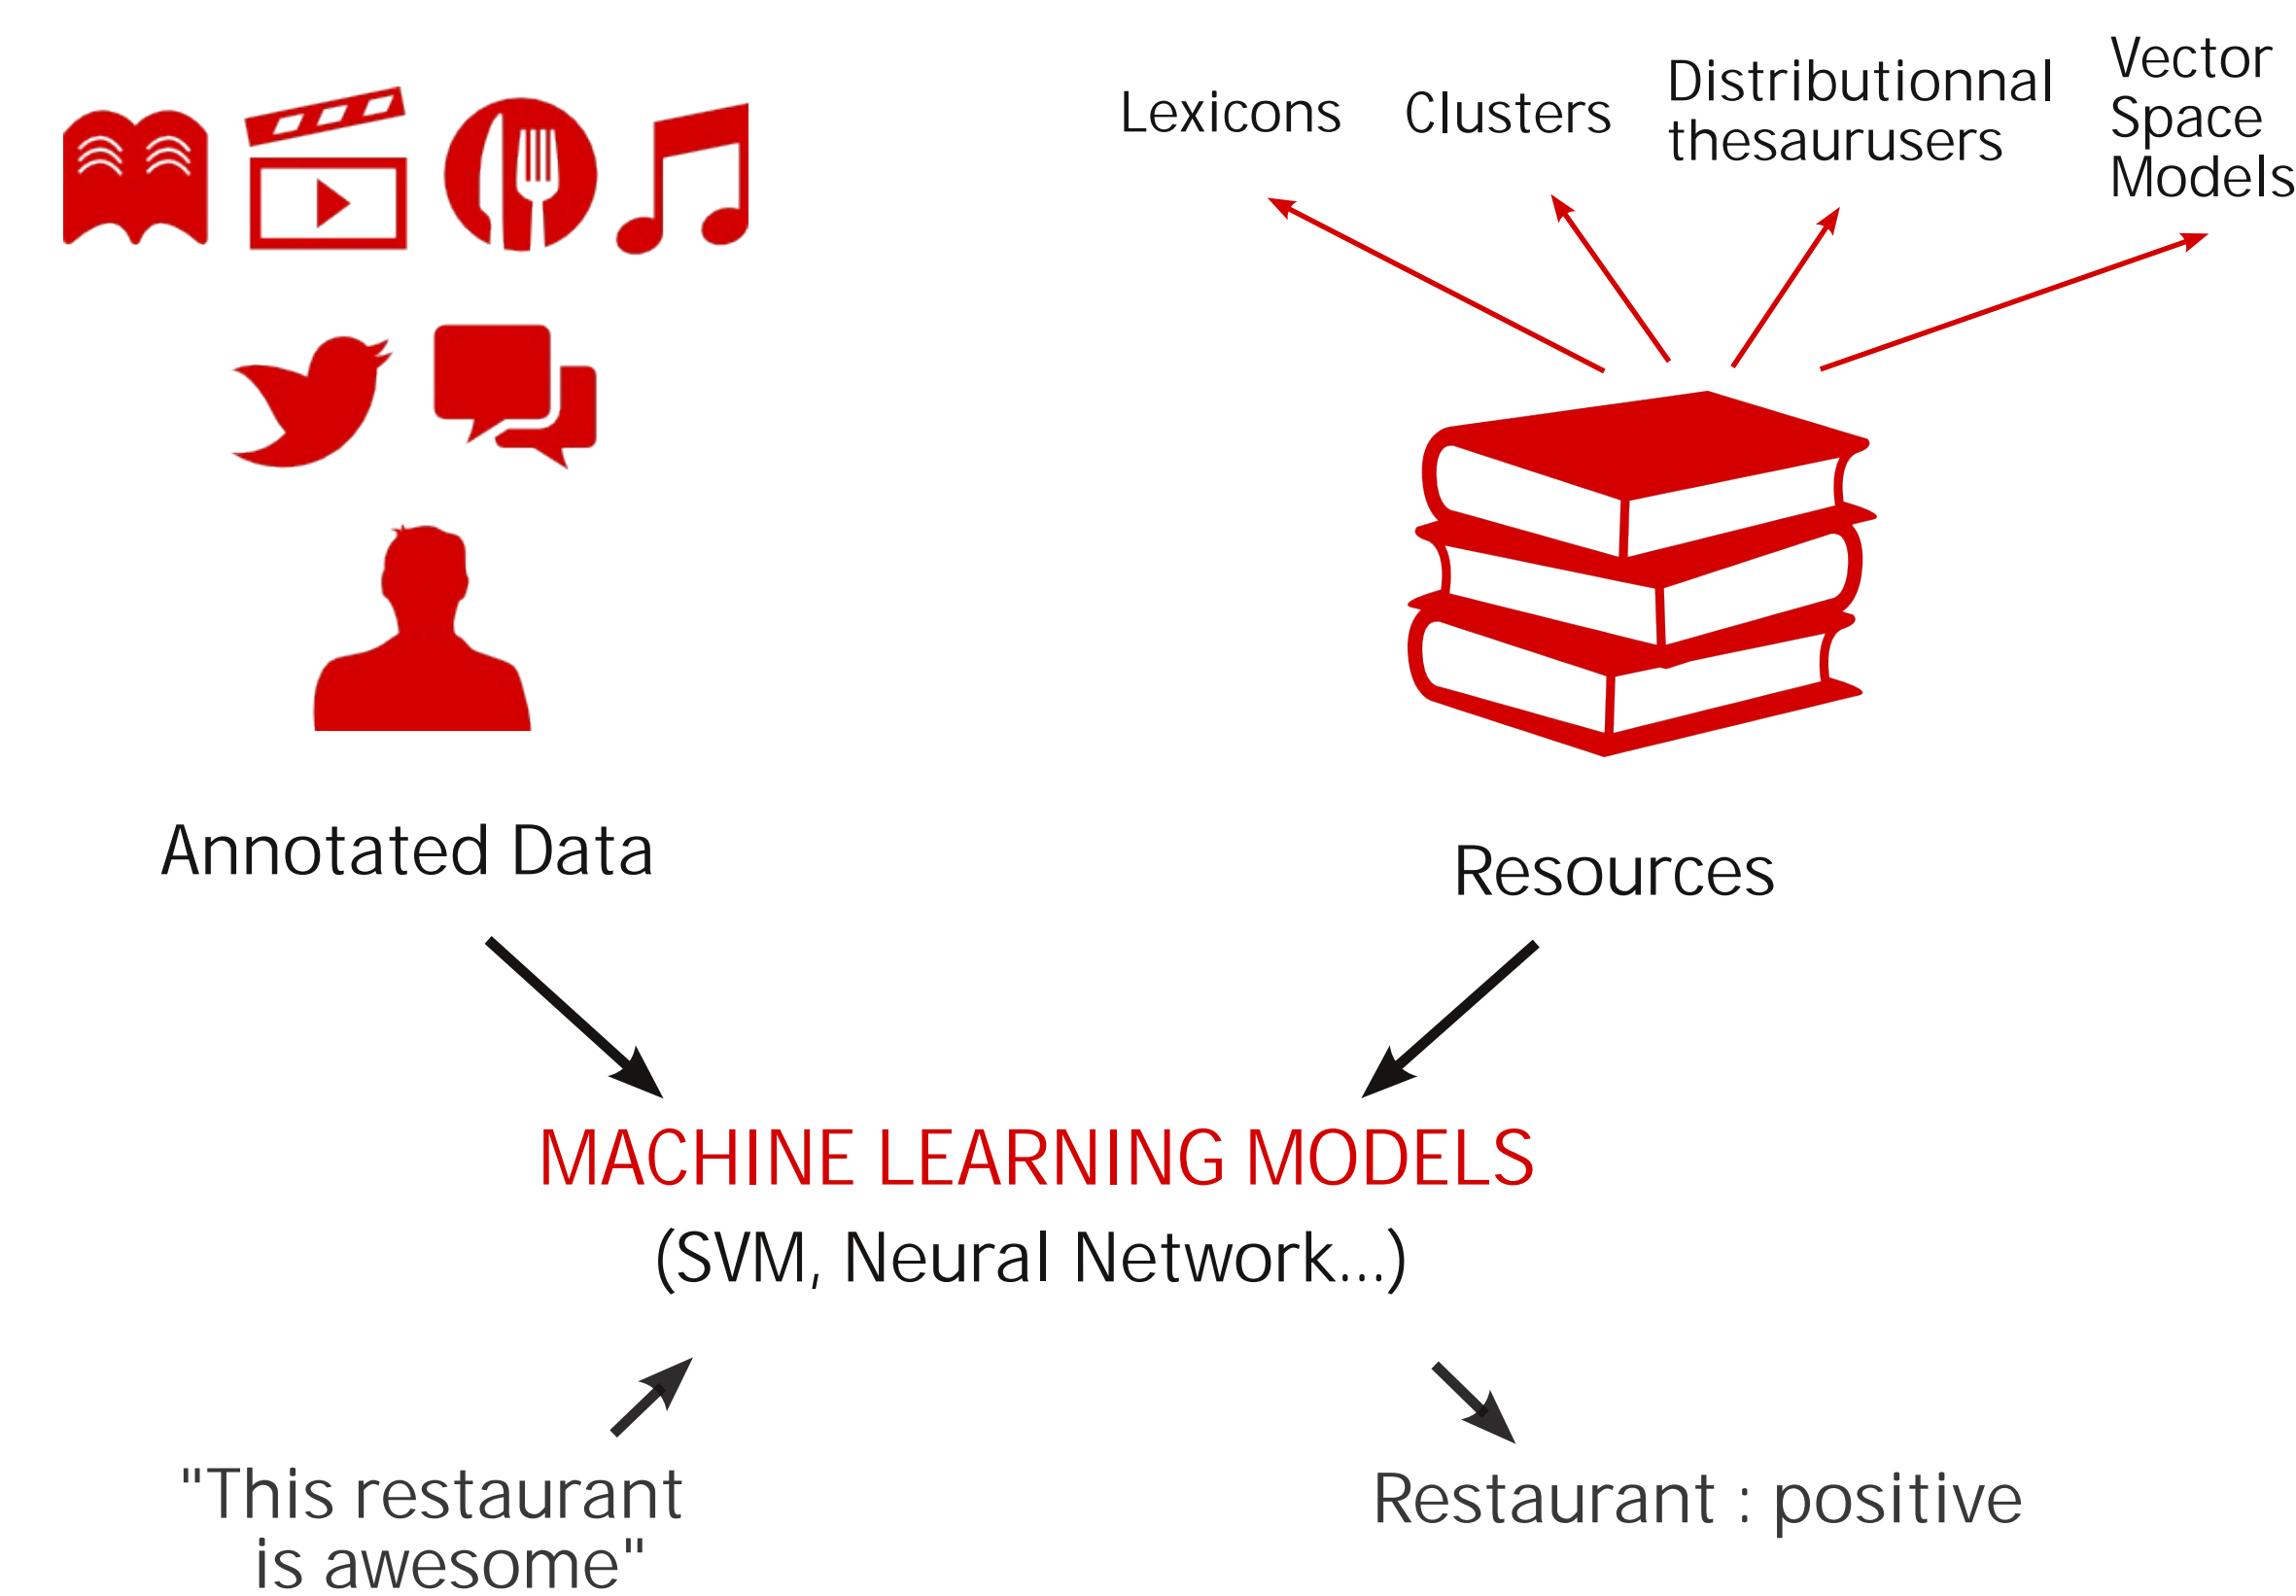 Lexicons
Clusters
Distributionnal
thesaurusers
Vector
Space
Models
Annotated Data
Resources
MACHINE LEARNING MODELS
(SVM, Neural Network...)
"This restaurant
is awesome"
Restaurant : positive